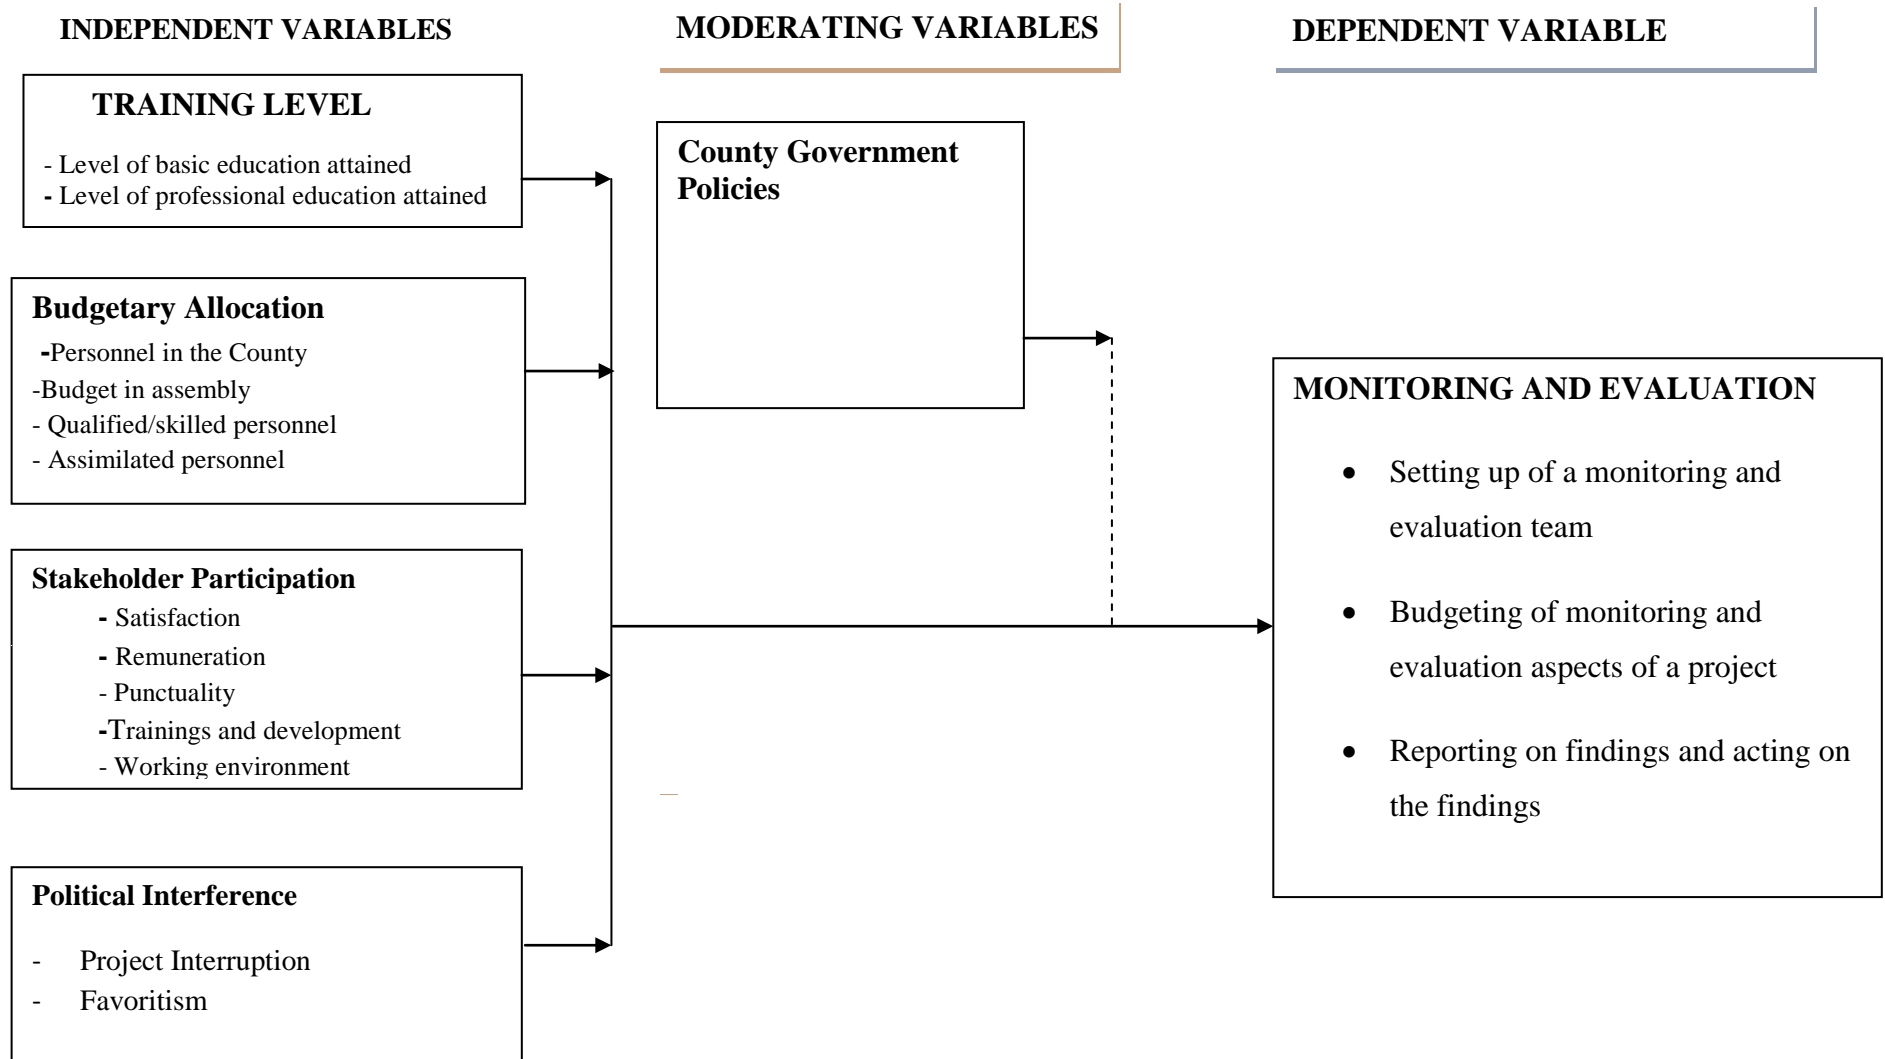 INDEPENDENT VARIABLES
MODERATING VARIABLES
DEPENDENT VARIABLE
TRAINING LEVEL
- Level of basic education attained
- Level of professional education attained
Budgetary Allocation
-Personnel in the County
-Budget in assembly
- Qualified/skilled personnel
- Assimilated personnel
Stakeholder Participation
- Satisfaction
- Remuneration
- Punctuality
-Trainings and development
- Working environment
Political Interference
- Project Interruption
- Favoritism
County Government
Policies
MONITORING AND EVALUATION
• Setting up of a monitoring and
evaluation team
• Budgeting of monitoring and
evaluation aspects of a project
• Reporting on findings and acting on
the findings